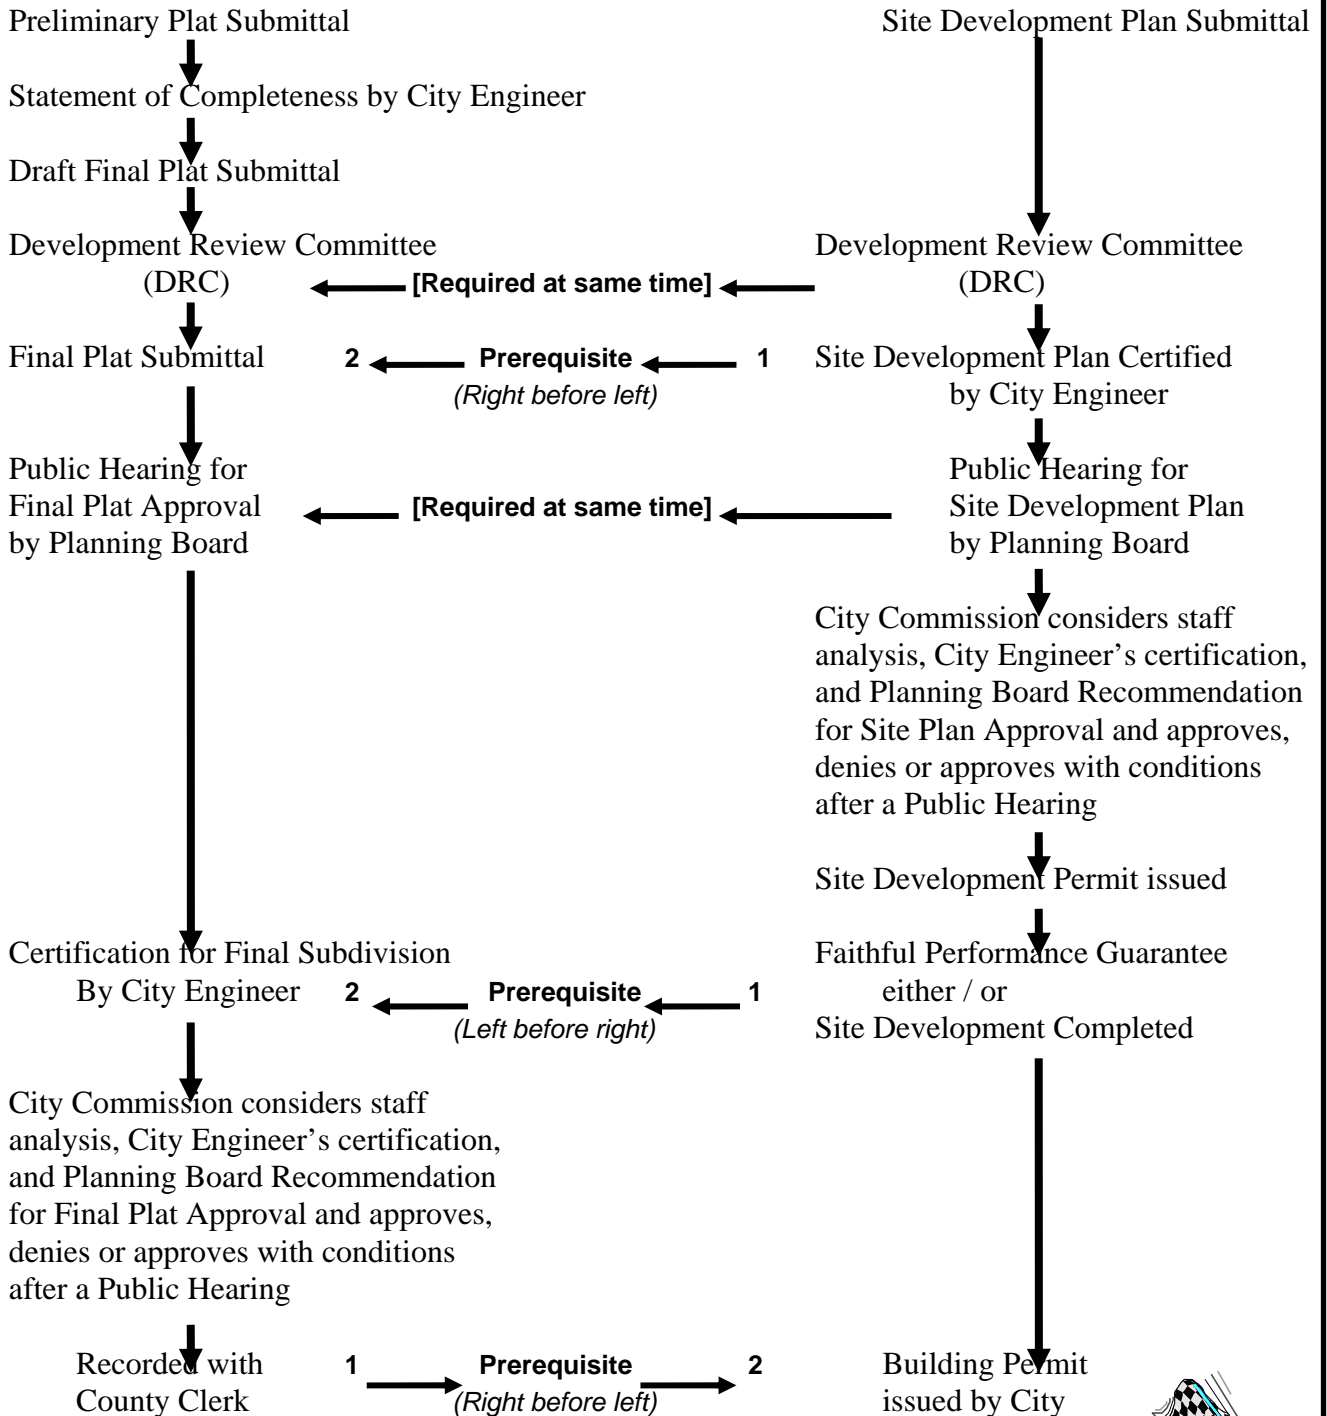 Preliminary Plat Submittal
Site Development Plan Submittal
Statement of Completeness by City Engineer
Draft Final Plat Submittal
Development Review Committee
(DRC)
[Required at same time]
Development Review Committee
(DRC)
Final Plat Submittal
2
Prerequisite
(Right before left)
1
Site Development Plan Certified
by City Engineer
Public Hearing for
Final Plat Approval
by Planning Board
[Required at same time]
Public Hearing for
Site Development Plan
by Planning Board
City Commission considers staff
analysis, City Engineer's certification,
and Planning Board Recommendation
for Site Plan Approval and approves,
denies or approves with conditions
after a Public Hearing
Site Development Permit issued
Certification for Final Subdivision
By City Engineer
2
Prerequisite
(Left before right)
1
Faithful Performance Guarantee
either / or
Site Development Completed
City Commission considers staff
analysis, City Engineer's certification,
and Planning Board Recommendation
for Final Plat Approval and approves,
denies or approves with conditions
after a Public Hearing
Recorded with
County Clerk
1
Prerequisite
(Right before left)
2
Building Permit
issued by City